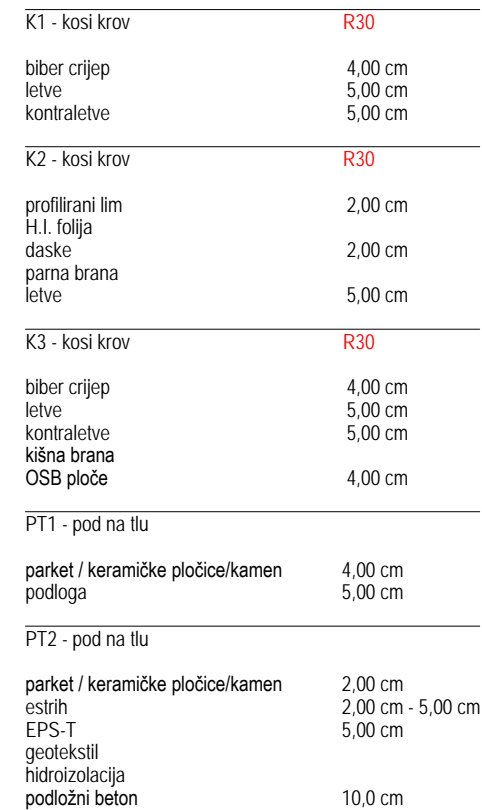 K1 - kosi krov R30
biber crijep 4,00 cm
letve 5,00 cm
kontraletve 5,00 cm
K2 - kosi krov R30
profilirani lim 2,00 cm
H.I. folija
daske 2,00 cm
parna brana
letve 5,00 cm
K3 - kosi krov R30
biber crijep 4,00 cm
letve 5,00 cm
kontraletve 5,00 cm
kišna brana
OSB ploče 4,00 cm
PT1 - pod na tlu
parket / keramičke pločice/kamen 4,00 cm
podloga 5,00 cm
PT2 - pod na tlu
parket / keramičke pločice/kamen 2,00 cm
estrih 2,00 cm - 5,00 cm
EPS-T 5,00 cm
geotekstil
hidroizolacija
podložni beton 10,0 cm